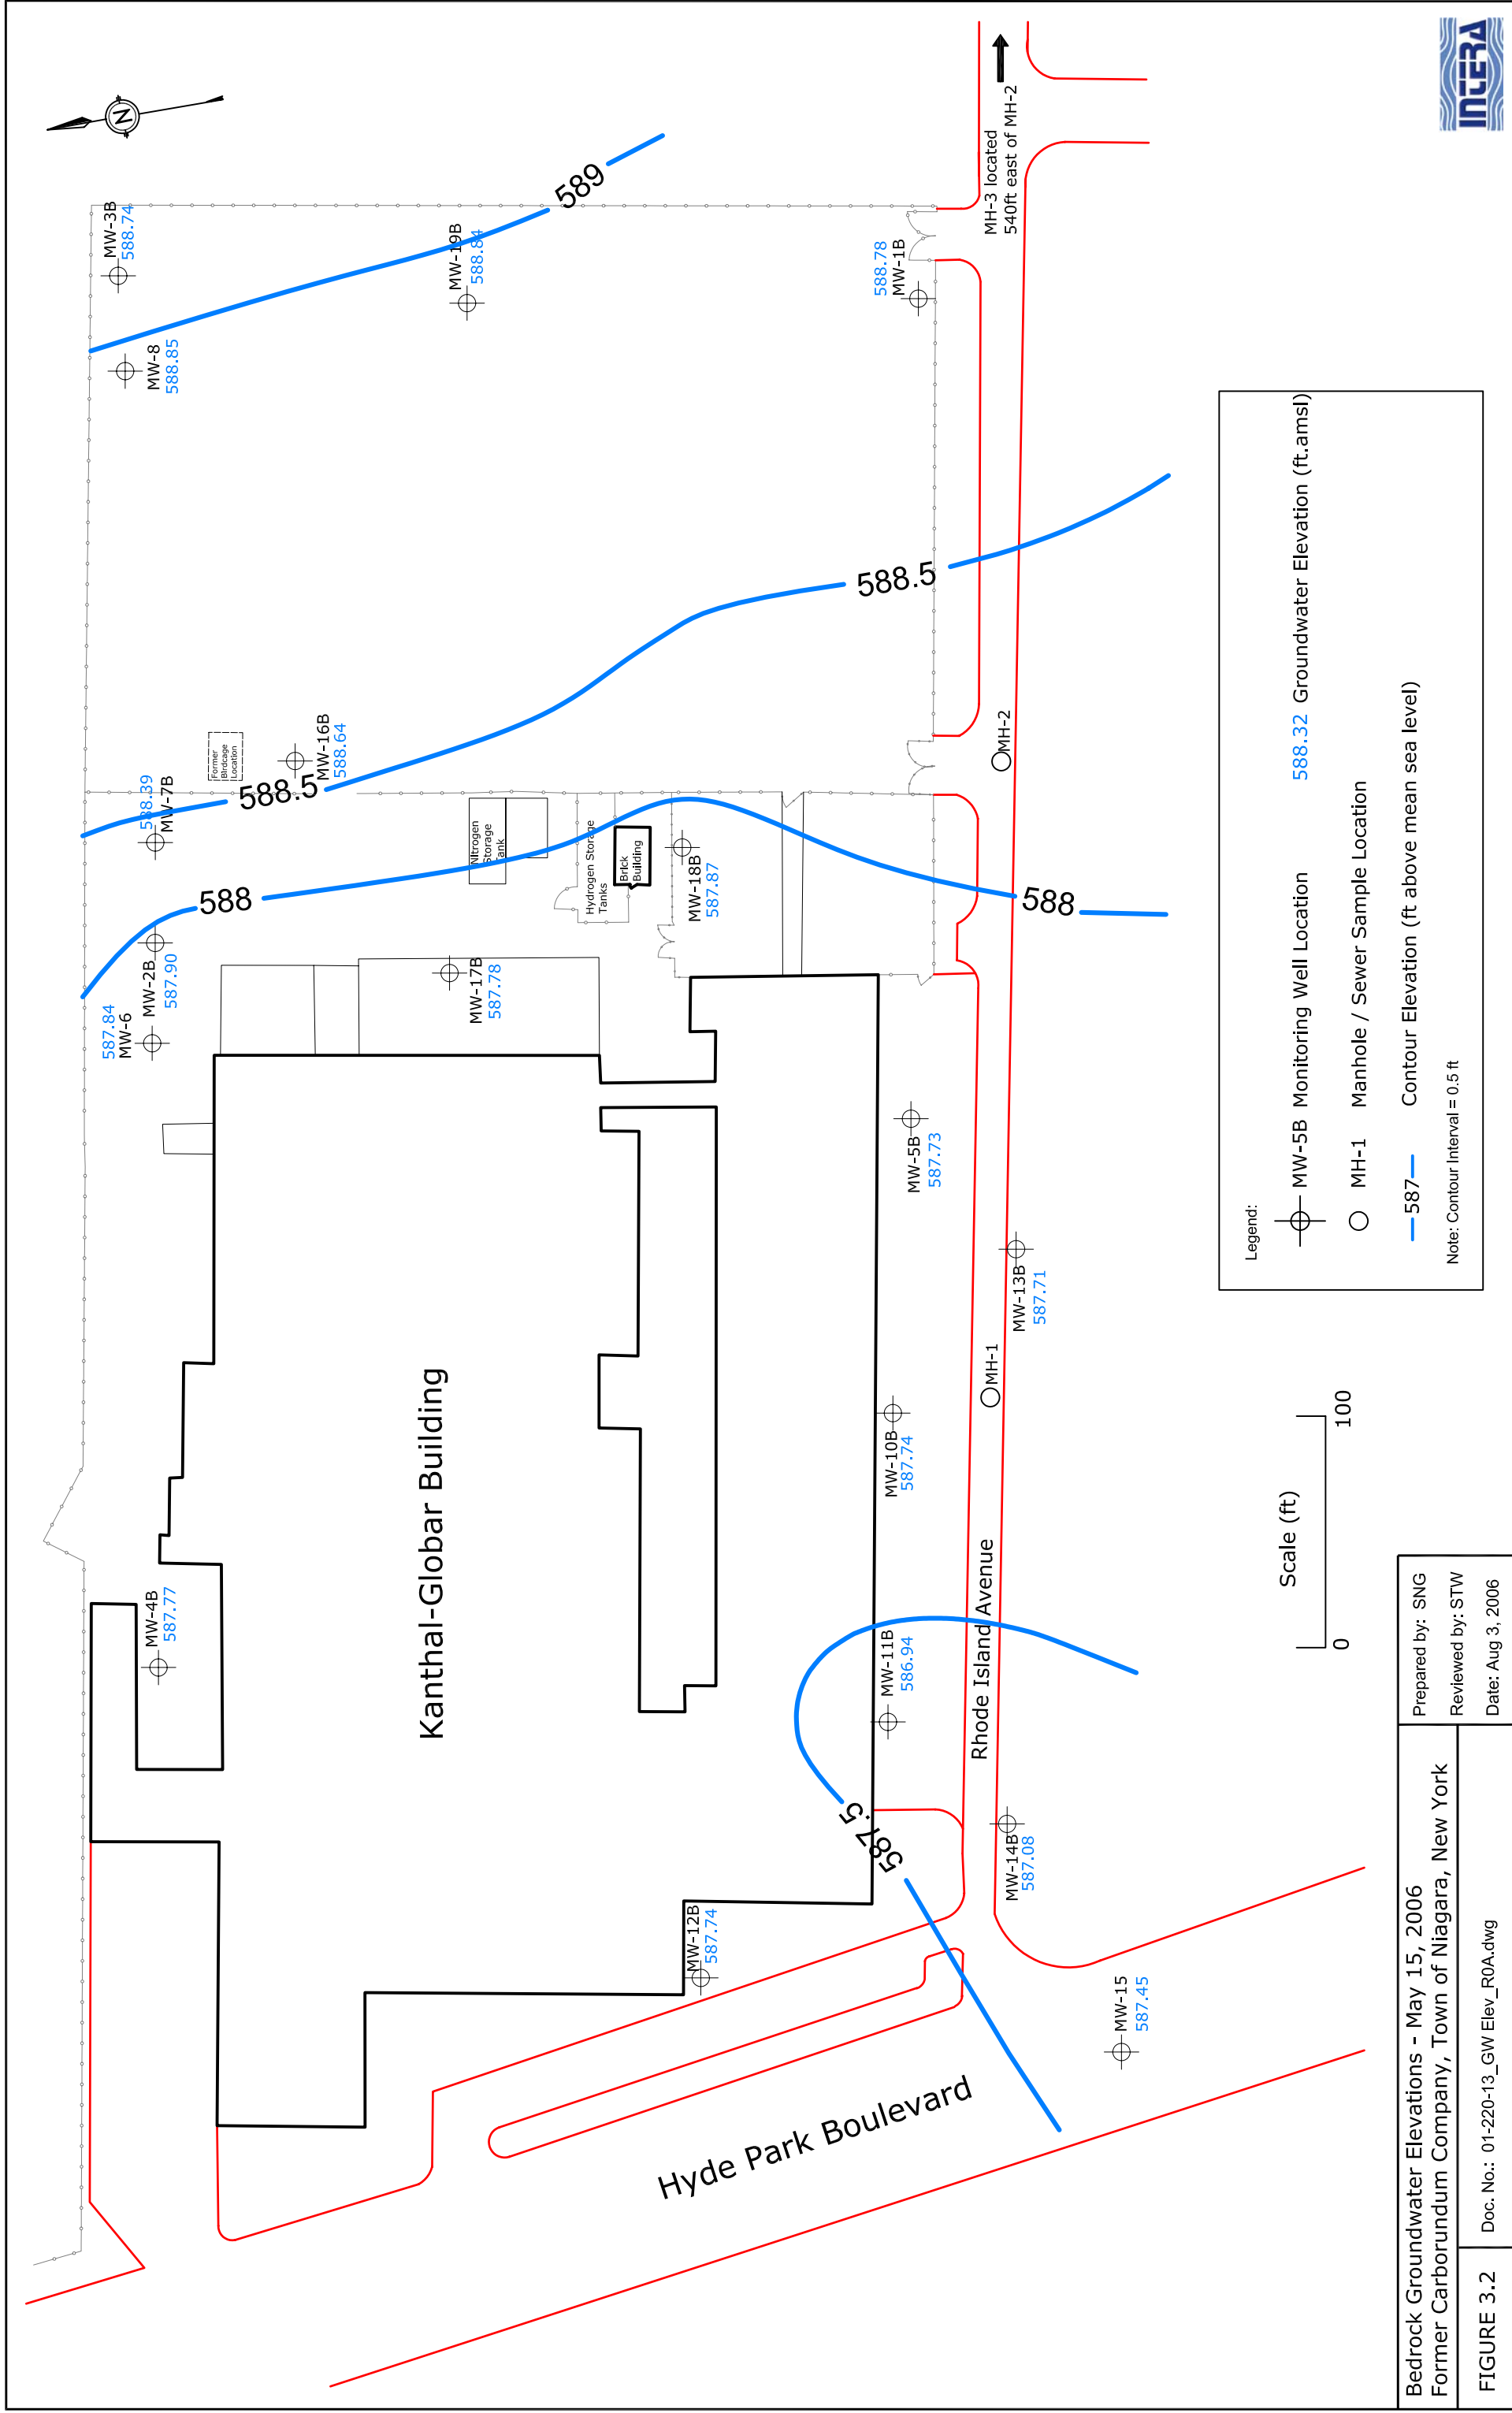 N
INTERA
MW-3B
588.74
MW-8
588.85
589
MW-19B
588.84
588.78
MW-1B
MH-3 located
540ft east of MH-2
588.5
Former
Birdcage
Location
MW-16B
588.64
588.39
MW-7B
588.5
MH-2
Nitrogen
Storage
Tank
Hydrogen Storage
Tanks
Brick
Building
MW-18B
587.87
588
588
MW-2B
587.90
587.84
MW-6
MW-17B
587.78
MW-5B
587.73
MW-13B
587.71
MH-1
MW-10B
587.74
Kanthal-Globar Building
MW-4B
587.77
MW-11B
586.94
Rhode Island Avenue
587.5
MW-14B
587.08
MW-12B
587.74
MW-15
587.45
Hyde Park Boulevard
Legend:
MW-5B Monitoring Well Location
588.32 Groundwater Elevation (ft.amsl)
MH-1 Manhole / Sewer Sample Location
587 Contour Elevation (ft above mean sea level)
Note: Contour Interval = 0.5 ft
Scale (ft)
0 100
Bedrock Groundwater Elevations - May 15, 2006
Former Carborundum Company, Town of Niagara, New York
Prepared by: SNG
Reviewed by: STW
Date: Aug 3, 2006
FIGURE 3.2
Doc. No.: 01-220-13_GW Elev_R0A.dwg